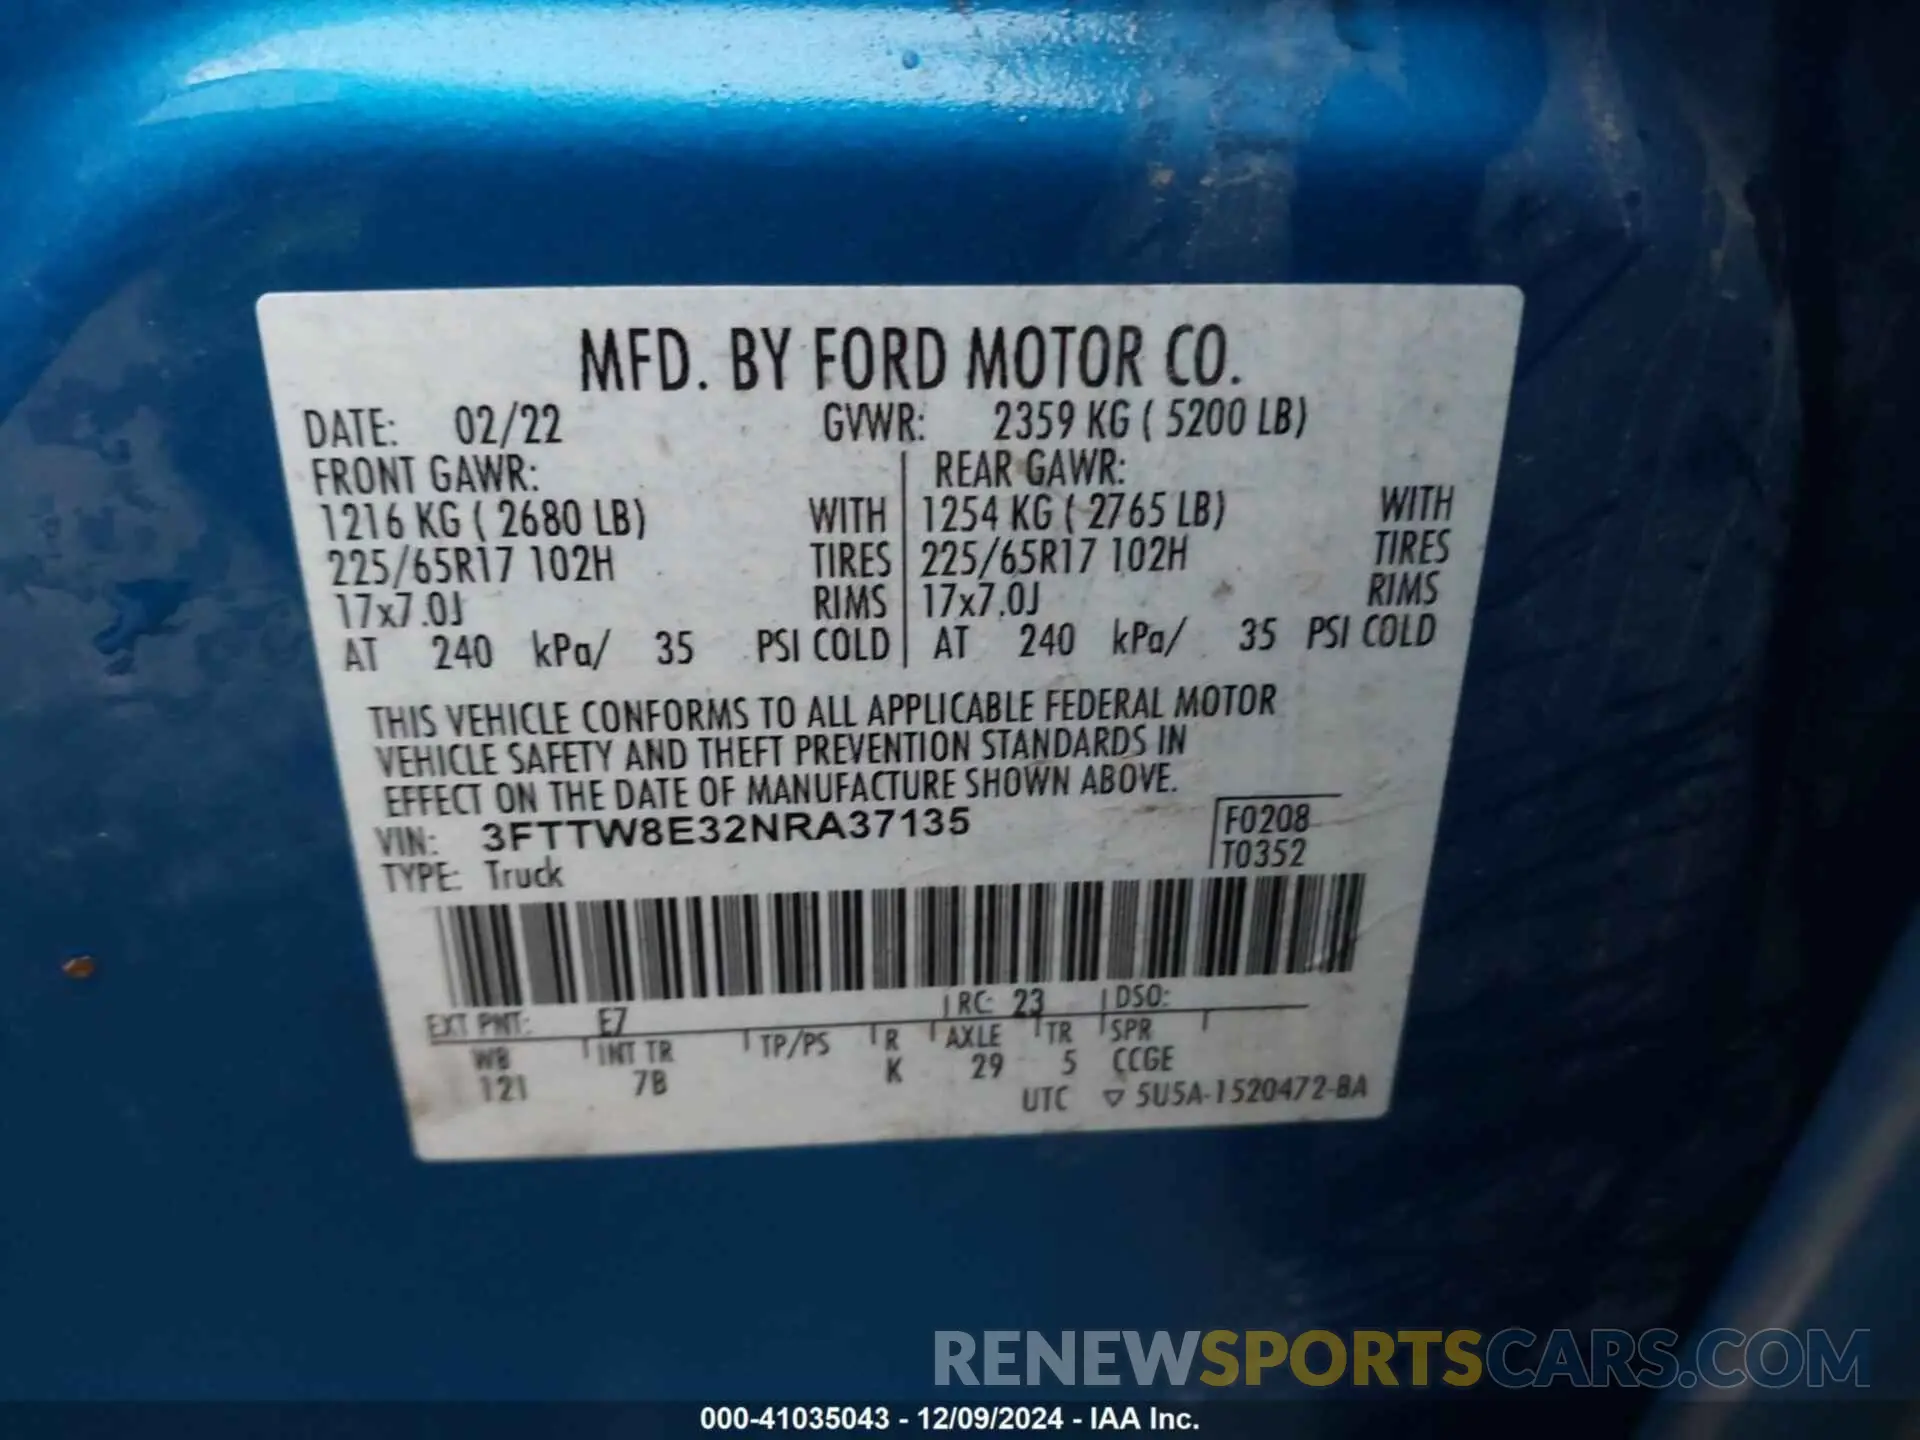 MFD. BY FORD MOTOR CO.
DATE: 02/22 GVWR: 2359 KG ( 5200 LB)
FRONT GAWR: REAR GAWR:
1216 KG ( 2680 LB) WITH 1254 KG ( 2765 LB) WITH
225/65R17 102H TIRES 225/65R17 102H TIRES
17x7.0J RIMS 17x7.0J RIMS
AT 240 kPa/ 35 PSI COLD AT 240 kPa/ 35 PSI COLD
THIS VEHICLE CONFORMS TO ALL APPLICABLE FEDERAL MOTOR
VEHICLE SAFETY AND THEFT PREVENTION STANDARDS IN
EFFECT ON THE DATE OF MANUFACTURE SHOWN ABOVE.
VIN: 3FTTW8E32NRA37135 F0208
TYPE: Truck T0352
EXT PNT: E7 RC: 23 DSO:
WB INT TR TP/PS R AXLE TR SPR
121 7B K 29 5 CCGE
UTC ▽ 5U5A-1520472-BA
RENEWSPORTSCARS.COM
000-41035043 - 12/09/2024 - IAA Inc.